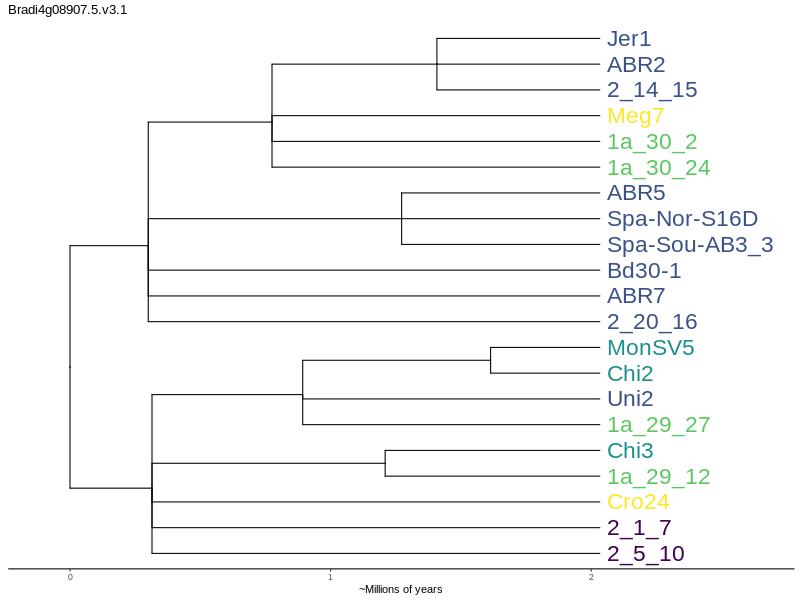 Bradi4g08907.5.v3.1
Jer1
ABR2
2_14_15
Meg7
1a_30_2
1a_30_24
ABR5
Spa-Nor-S16D
Spa-Sou-AB3_3
Bd30-1
ABR7
2_20_16
MonSV5
Chi2
Uni2
1a_29_27
Chi3
1a_29_12
Cro24
2_1_7
2_5_10
0 1 2
~Millions of years